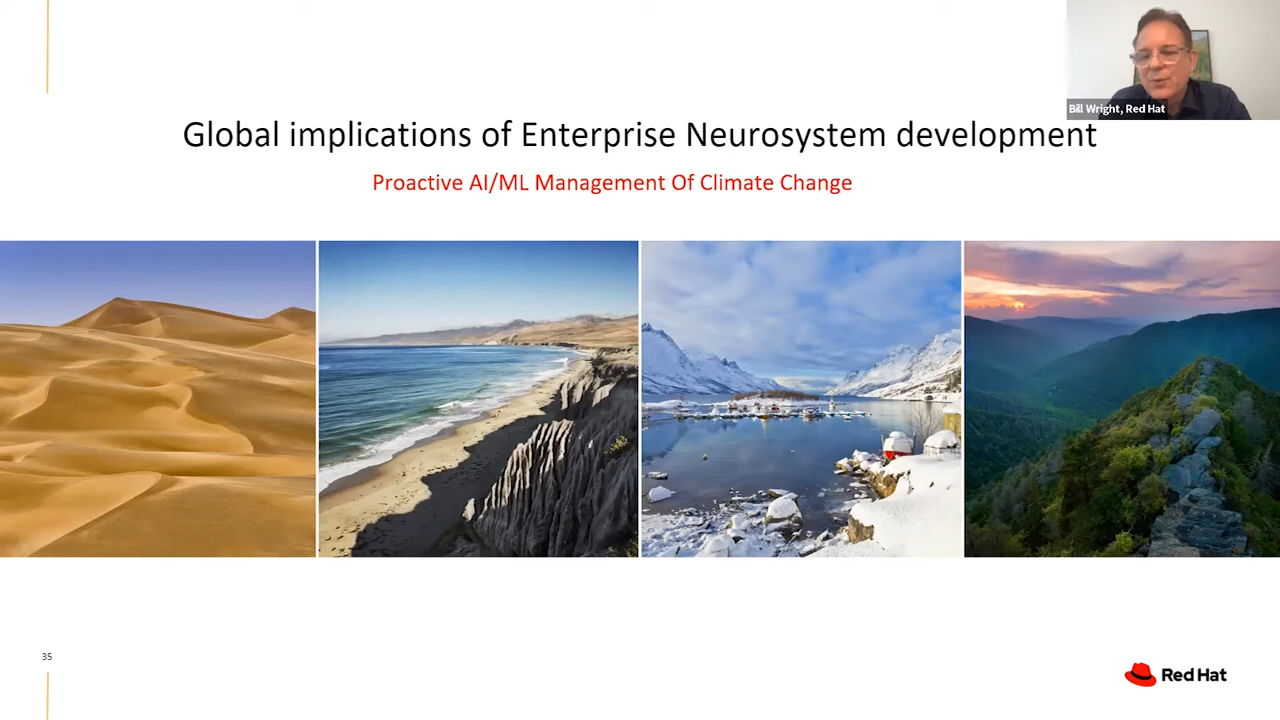 Bill Wright, Red Hat
Global implications of Enterprise Neurosystem development
Proactive AI/ML Management Of Climate Change
35
Red Hat